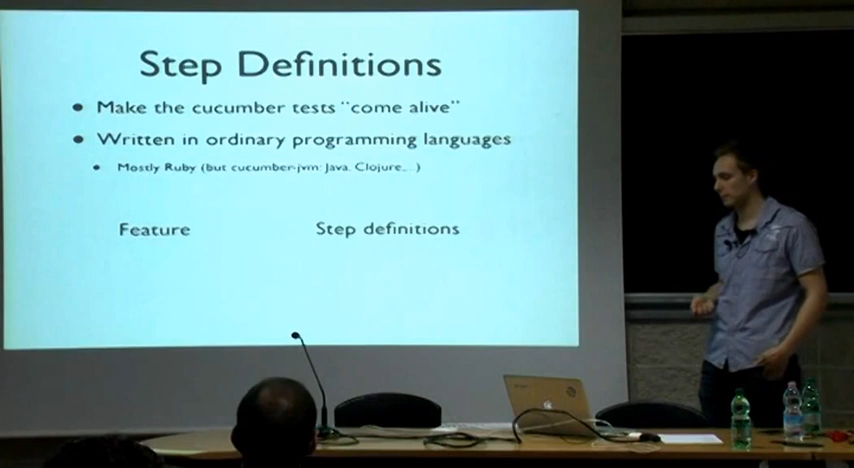 Step Definitions
Make the cucumber tests "come alive"
Written in ordinary programming languages
Mostly Ruby (but cucumber-jvm: Java, Clojure,...)
Feature Step definitions